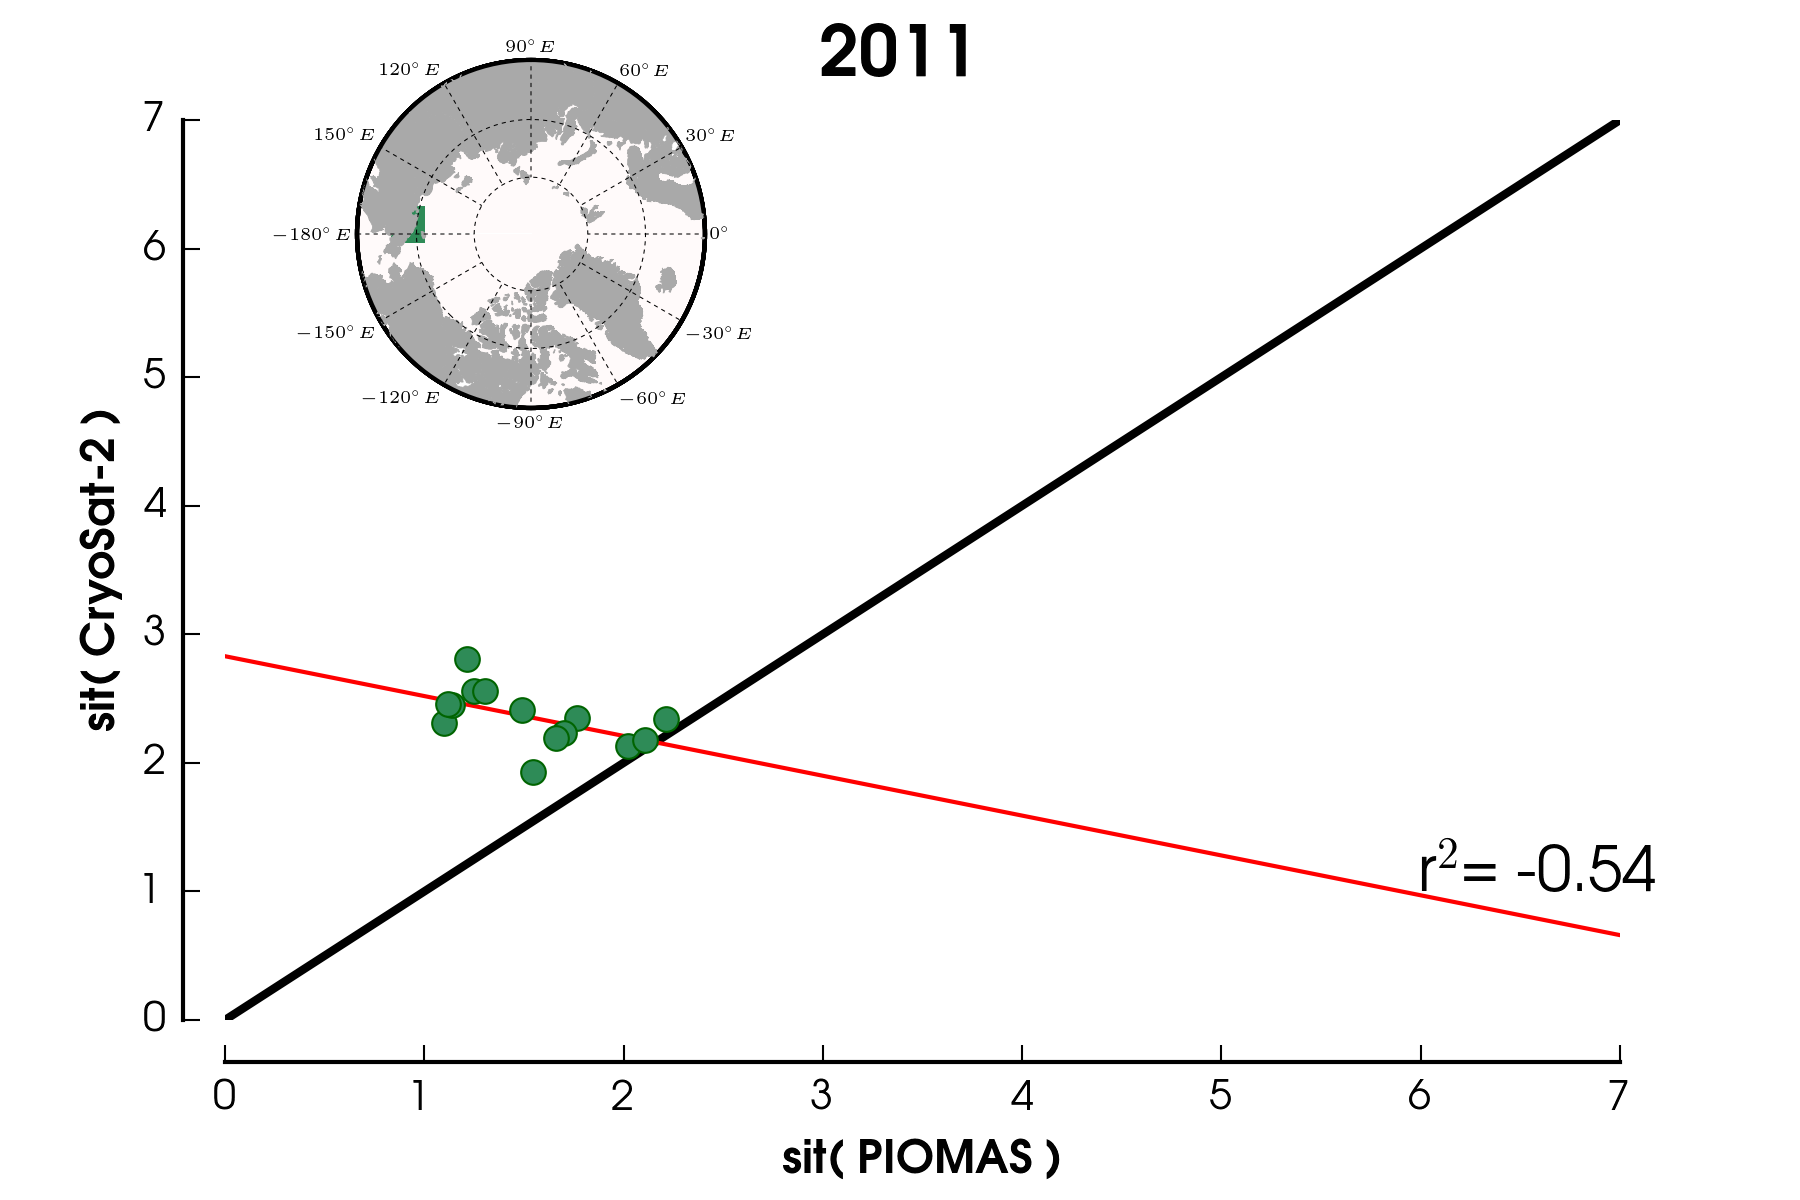 2011
90° E
120° E
60° E
150° E
30° E
−180° E
0°
−150° E
−30° E
−120° E
−60° E
−90° E
7
6
5
4
3
2
1
0
sit( CryoSat-2 )
r²= -0.54
0 1 2 3 4 5 6 7
sit( PIOMAS )